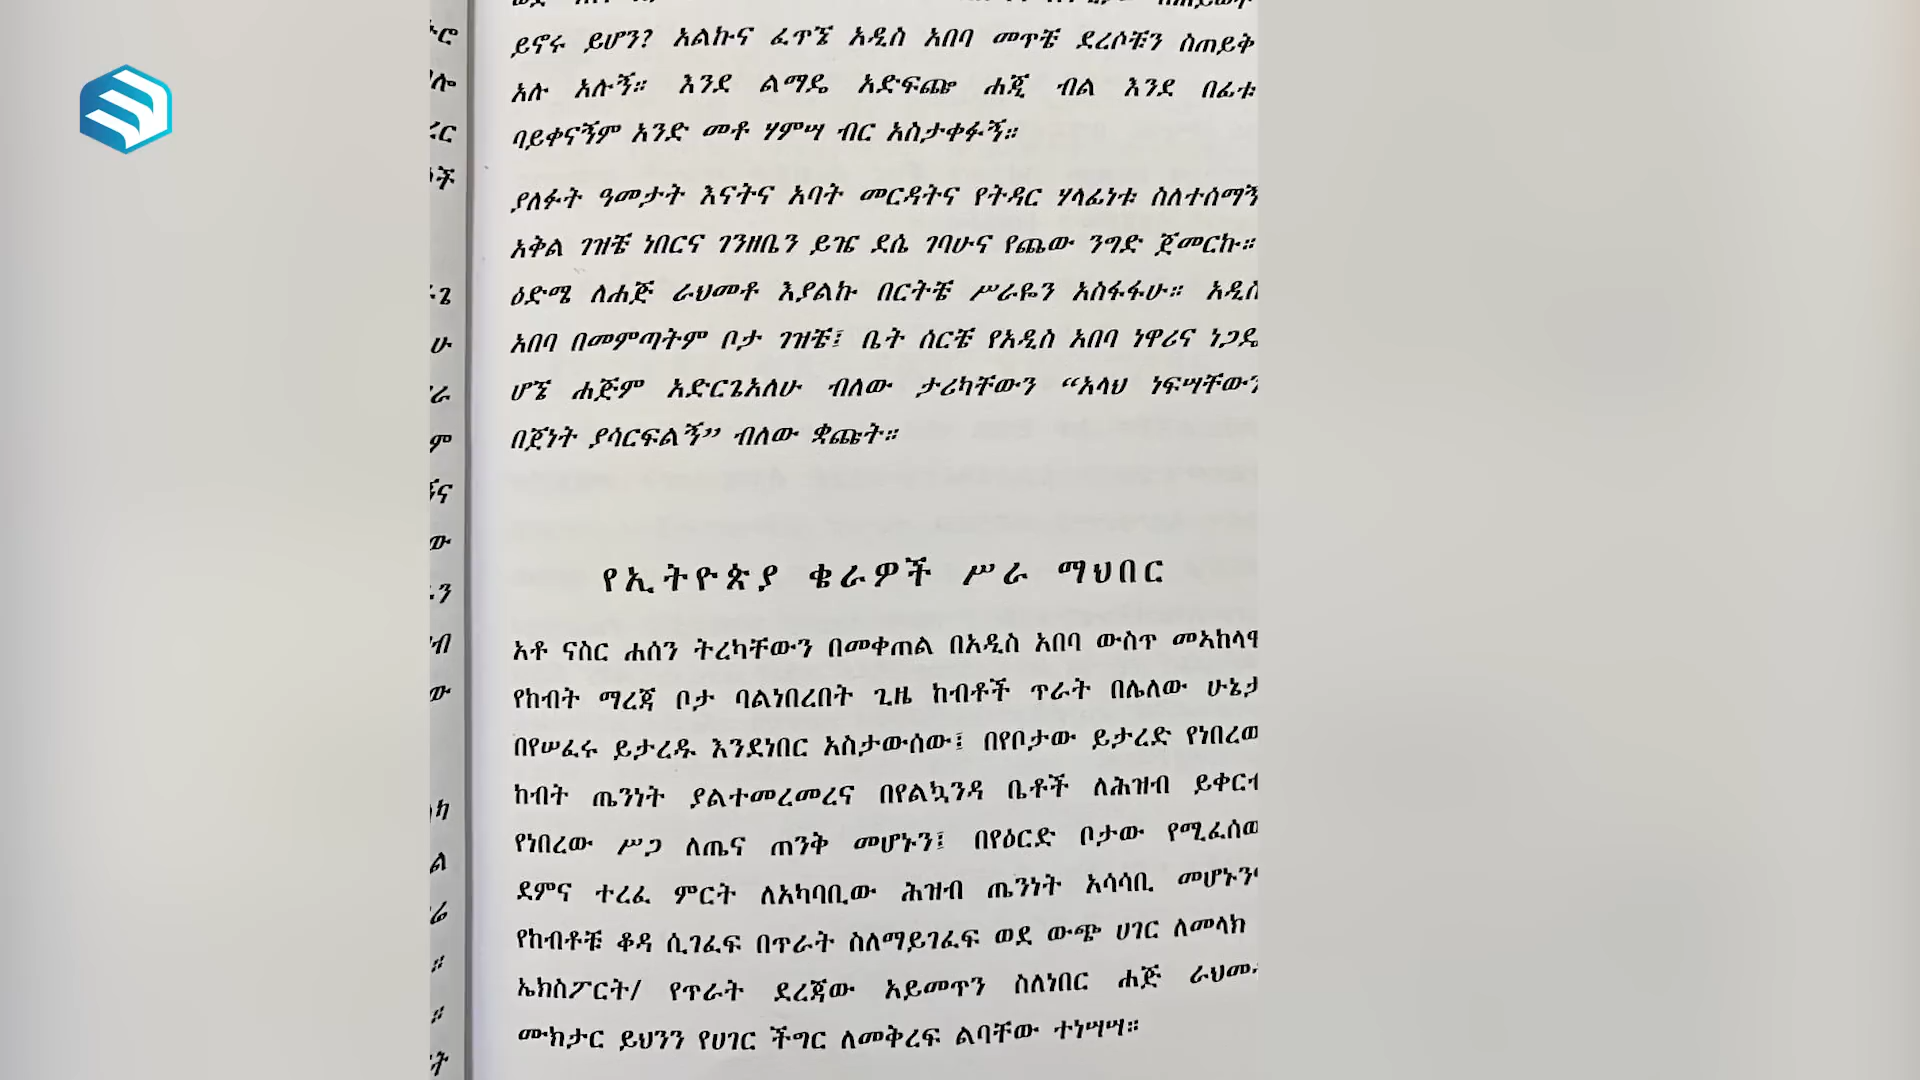 ይኖሩ ይሆን? አልኩና ፈጥኜ አዲስ አበባ መጥቼ ደረሶቹን ስጠይቅ
አሉ አሉኝ። እንደ ልማዴ አድፍጬ ሐጂ ብል እንደ በፊቱ
ባይቀናኝም አንድ መቶ ሃምሣ ብር አስታቀፉኝ።
ያለፉት ዓመታት እናትና አባት መርዳትና የትዳር ሃላፊነቱ ስለተሰማኝ
አቅል ገዝቼ ነበርና ገንዘቤን ይዤ ደሴ ገባሁና የጨው ንግድ ጀመርኩ።
ዕድሜ ለሐጅ ራህመቶ እያልኩ በርትቼ ሥራዬን አስፋፋሁ። አዲስ
አበባ በመምጣትም ቦታ ገዝቼ፤ ቤት ሰርቼ የአዲስ አበባ ነዋሪና ነጋዴ
ሆኜ ሐጅም አድርጌአለሁ ብለው ታሪካቸውን “አላህ ነፍሣቸውን
በጀነት ያሳርፍልኝ” ብለው ቋጩት።
የኢትዮጵያ ቄራዎች ሥራ ማህበር
አቶ ናስር ሐሰን ትረካቸውን በመቀጠል በአዲስ አበባ ውስጥ
የከብት ማረጃ ቦታ ባልነበረበት ጊዜ ከብቶች ጥራት በሌለው ሁኔታ
በየሠፈሩ ይታረዱ እንደነበር አስታውሰው፤ በየቦታው ይታረድ የነበረው
ከብት ጤንነት ያልተመረመረና በየልኳንዳ ቤቶች ለሕዝብ
የነበረው ሥጋ ለጤና ጠንቅ መሆኑን፤ በየዕርድ ቦታው የሚፈሰው
ደምና ተረፈ ምርት ለአካባቢው ሕዝብ ጤንነት አሳሳቢ
የከብቶቹ ቆዳ ሲገፈፍ በጥራት ስለማይገፈፍ ወደ ውጭ ሀገር ለመላክ
ኤክስፖርት/ የጥራት ደረጃው አይመጥን ስለነበር ሐጅ
ሙክታር ይህንን የሀገር ችግር ለመቅረፍ ልባቸው ተነሣሣ።